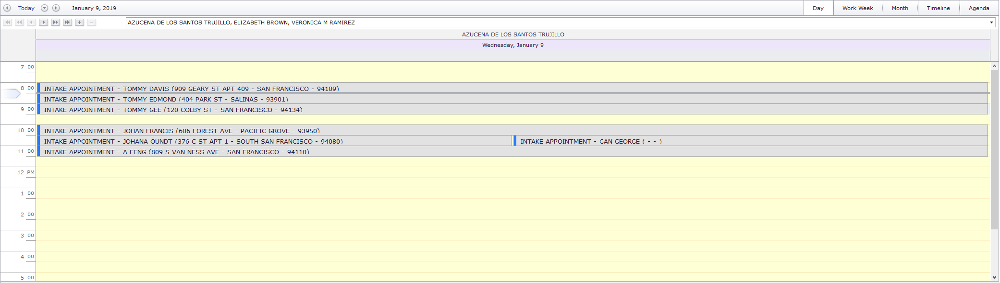 Today January 9, 2019 Day Work Week Month Timeline Agenda
AZUCENA DE LOS SANTOS TRUJILLO, ELIZABETH BROWN, VERONICA M RAMIREZ
AZUCENA DE LOS SANTOS TRUJILLO
Wednesday, January 9
7 00
8 00 INTAKE APPOINTMENT - TOMMY DAVIS (909 GEARY ST APT 409 - SAN FRANCISCO - 94109)
INTAKE APPOINTMENT - TOMMY EDMOND (404 PARK ST - SALINAS - 93901)
9 00 INTAKE APPOINTMENT - TOMMY GEE (120 COLBY ST - SAN FRANCISCO - 94134)
10 00 INTAKE APPOINTMENT - JOHAN FRANCIS (606 FOREST AVE - PACIFIC GROVE - 93950)
INTAKE APPOINTMENT - JOHANA OUNDT (376 C ST APT 1 - SOUTH SAN FRANCISCO - 94080) INTAKE APPOINTMENT - GAN GEORGE ( - - )
11 00 INTAKE APPOINTMENT - A FENG (809 S VAN NESS AVE - SAN FRANCISCO - 94110)
12 PM
1 00
2 00
3 00
4 00
5 00